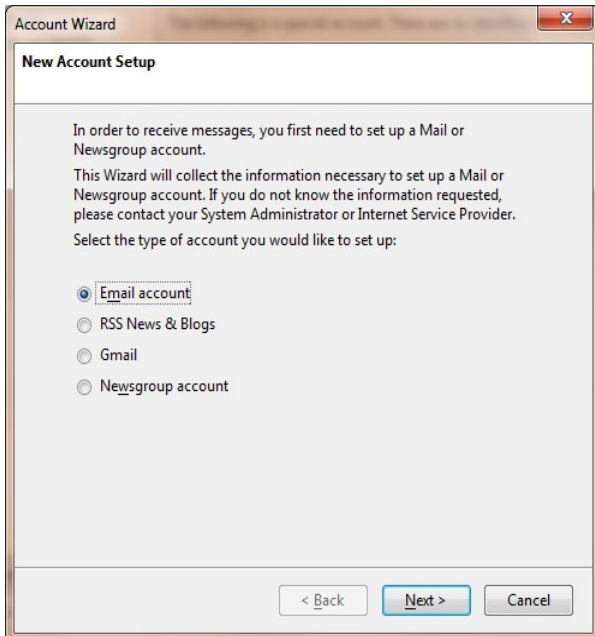 Account Wizard
New Account Setup
In order to receive messages, you first need to set up a Mail or
Newsgroup account.
This Wizard will collect the information necessary to set up a Mail or
Newsgroup account. If you do not know the information requested,
please contact your System Administrator or Internet Service Provider.
Select the type of account you would like to set up:
Email account
RSS News & Blogs
Gmail
Newsgroup account
< Back Next > Cancel